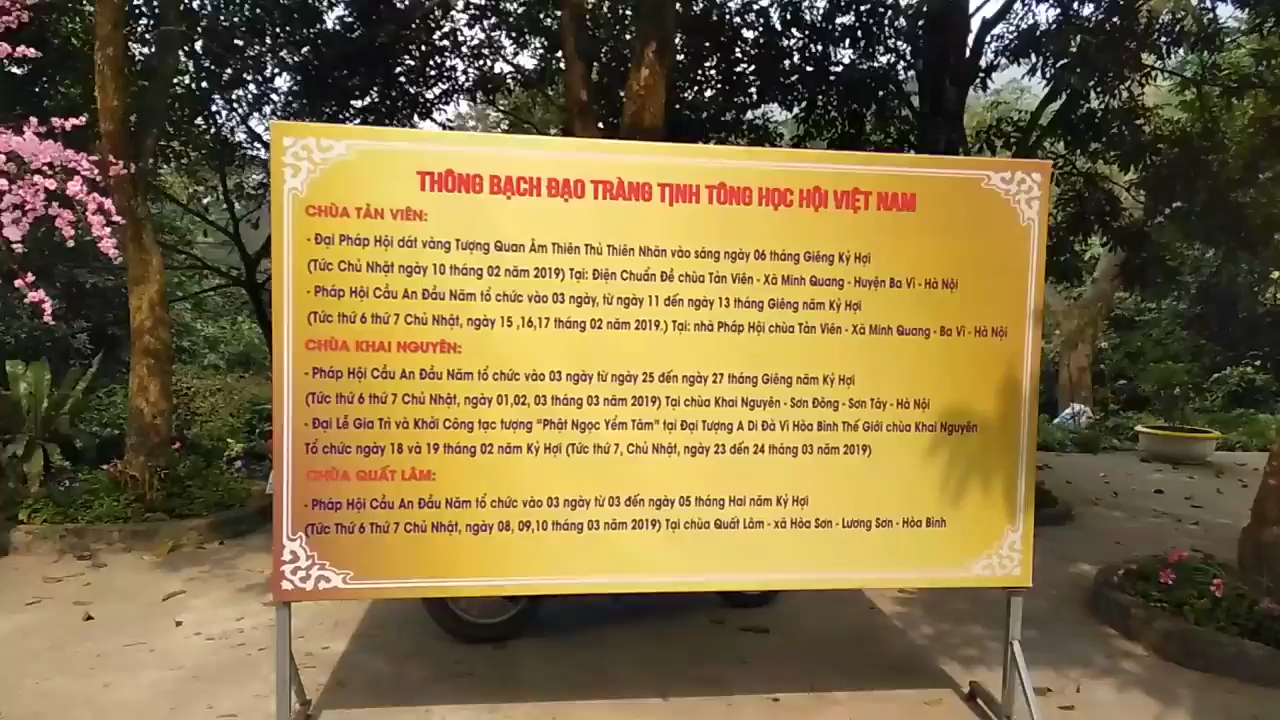 THÔNG BẠCH ĐẠO TRÀNG TỊNH TÔNG HỌC HỘI VIỆT NAM
CHÙA TẢN VIÊN:
- Đại Pháp Hội dát vàng Tượng Quan Âm Thiên Thủ Thiên Nhãn vào sáng ngày 06 tháng Giêng Kỷ Hợi
(Tức Chủ Nhật ngày 10 tháng 02 năm 2019) Tại: Điện Chuẩn Đề chùa Tản Viên - Xã Minh Quang - Huyện Ba Vì - Hà Nội
- Pháp Hội Cầu An Đầu Năm tổ chức vào 03 ngày, từ ngày 11 đến ngày 13 tháng Giêng năm Kỷ Hợi
(Tức thứ 6 thứ 7 Chủ Nhật, ngày 15 ,16,17 tháng 02 năm 2019.) Tại: nhà Pháp Hội chùa Tản Viên - Xã Minh Quang - Ba Vì - Hà Nội
CHÙA KHAI NGUYÊN:
- Pháp Hội Cầu An Đầu Năm tổ chức vào 03 ngày từ ngày 25 đến ngày 27 tháng Giêng năm Kỷ Hợi
(Tức thứ 6 thứ 7 Chủ Nhật, ngày 01,02, 03 tháng 03 năm 2019) Tại chùa Khai Nguyên - Sơn Đông - Sơn Tây - Hà Nội
- Đại Lễ Gia Trì và Khởi Công tạc tượng "Phật Ngọc Yểm Tâm" tại Đại Tượng A Di Đà Vì Hòa Bình Thế Giới chùa Khai Nguyên
Tổ chức ngày 18 và 19 tháng 02 năm Kỷ Hợi (Tức thứ 7, Chủ Nhật, ngày 23 đến 24 tháng 03 năm 2019)
CHÙA QUẤT LÂM:
- Pháp Hội Cầu An Đầu Năm tổ chức vào 03 ngày từ 03 đến ngày 05 tháng Hai năm Kỷ Hợi
(Tức Thứ 6 Thứ 7 Chủ Nhật, ngày 08, 09,10 tháng 03 năm 2019) Tại chùa Quất Lâm - xã Hòa Sơn - Lương Sơn - Hòa Bình